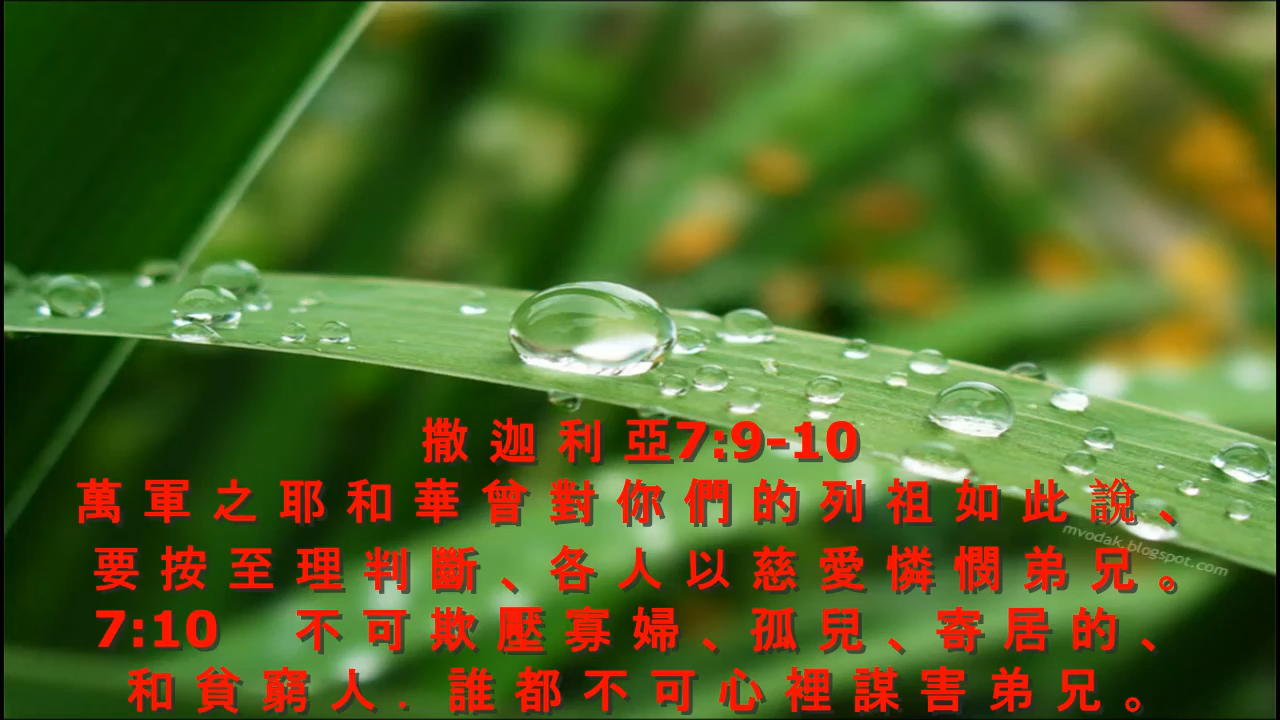 撒迦利亞7:9-10
萬軍之耶和華曾對你們的列祖如此說、
要按至理判斷、各人以慈愛憐憫弟兄。
7:10 不可欺壓寡婦、孤兒、寄居的、
和貧窮人．誰都不可心裡謀害弟兄。
mvodak.blogspot.com